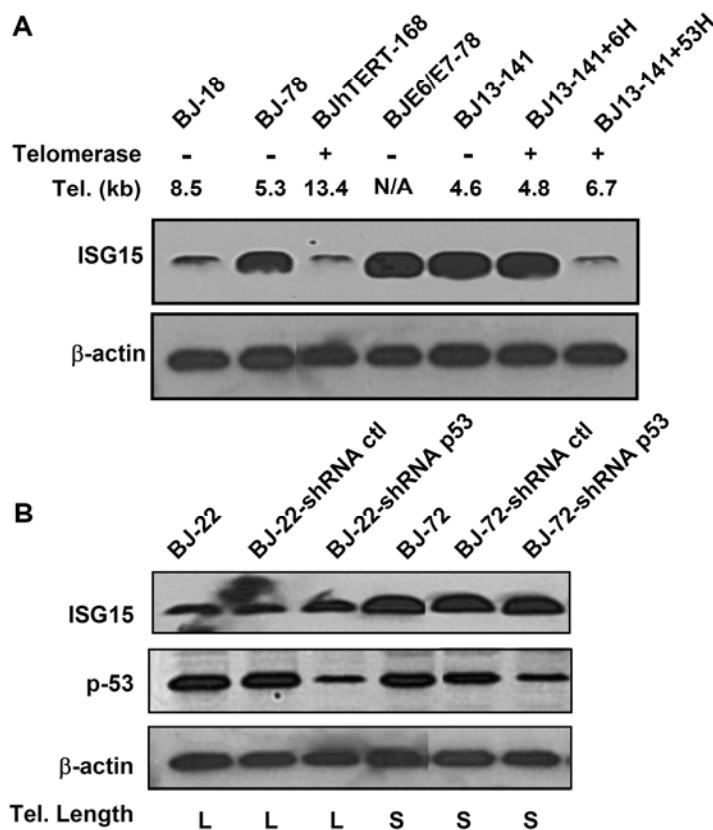 A
BJ-18 BJ-78 BJhTERT-168 BJE6/E7-78 BJ13-141 BJ13-141+6H BJ13-141+53H
Telomerase - - + - - + +
Tel. (kb) 8.5 5.3 13.4 N/A 4.6 4.8 6.7
ISG15
β-actin
B
BJ-22 BJ-22-shRNA ctl BJ-22-shRNA p53 BJ-72 BJ-72-shRNA ctl BJ-72-shRNA p53
ISG15
p-53
β-actin
Tel. Length L L L S S S